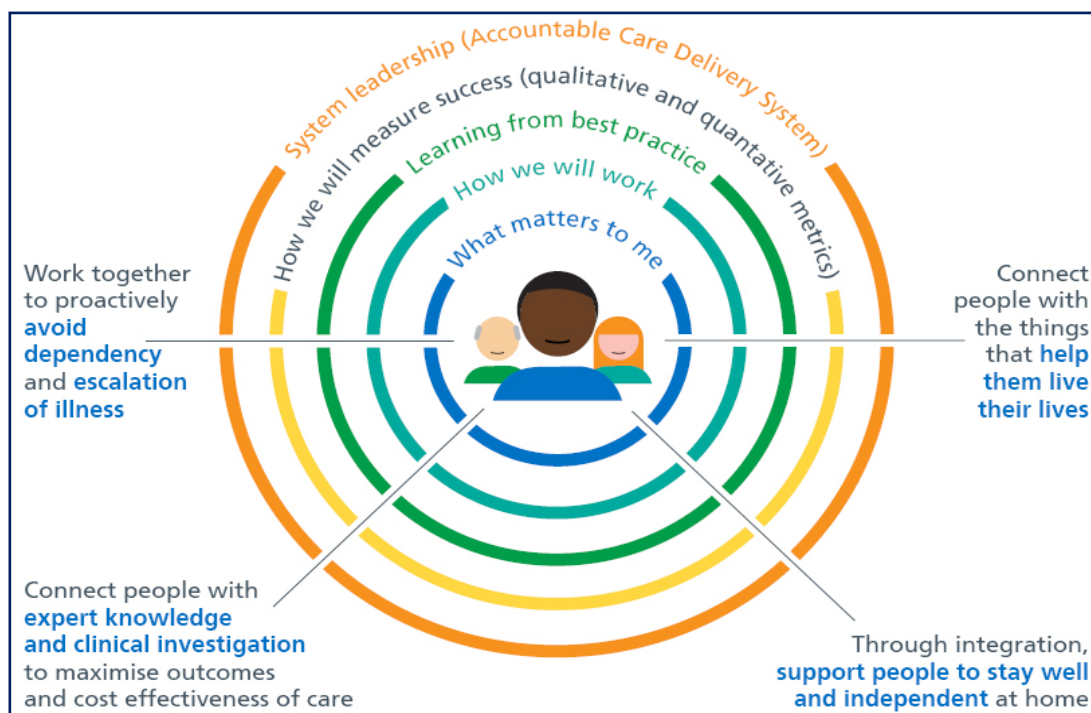 System leadership (Accountable Care Delivery System)
How we will measure success (qualitative and quantative metrics)
Learning from best practice
How we will work
What matters to me
Work together
to proactively
avoid
dependency
and escalation
of illness
Connect
people with
the things
that help
them live
their lives
Connect people with
expert knowledge
and clinical investigation
to maximise outcomes
and cost effectiveness of care
Through integration,
support people to stay well
and independent at home